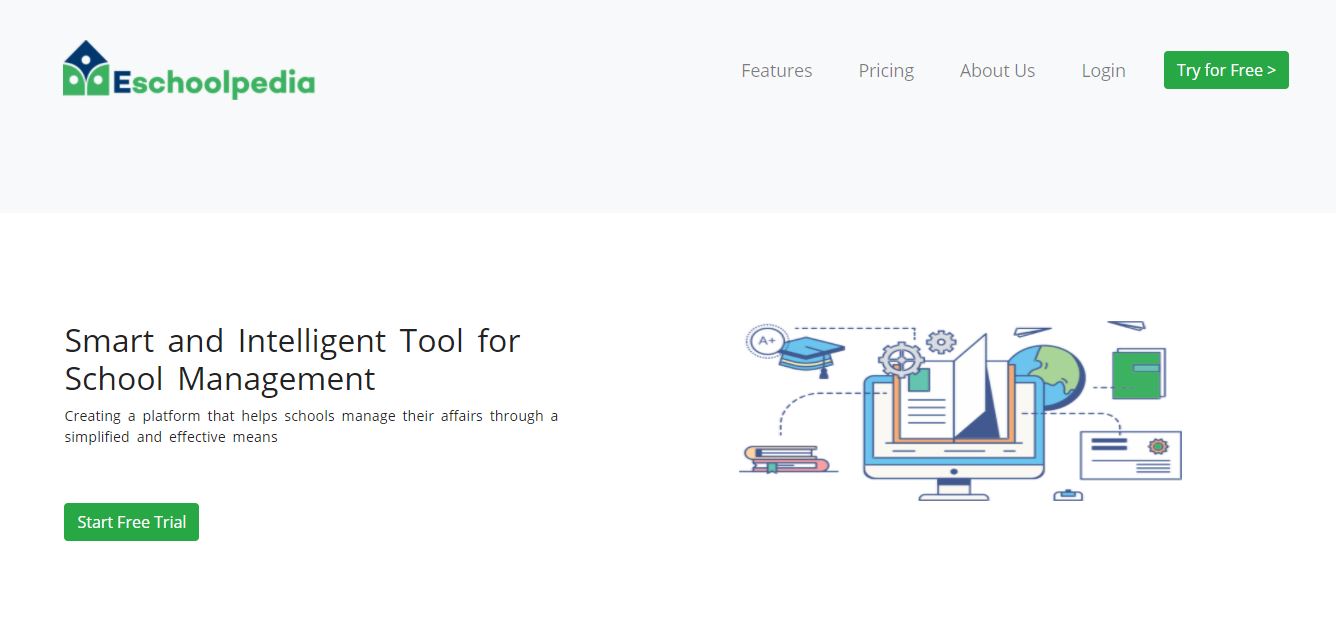 Eschoolpedia
Features
Pricing
About Us
Login
Try for Free >
Smart and Intelligent Tool for
School Management
Creating a platform that helps schools manage their affairs through a
simplified and effective means
Start Free Trial
A+